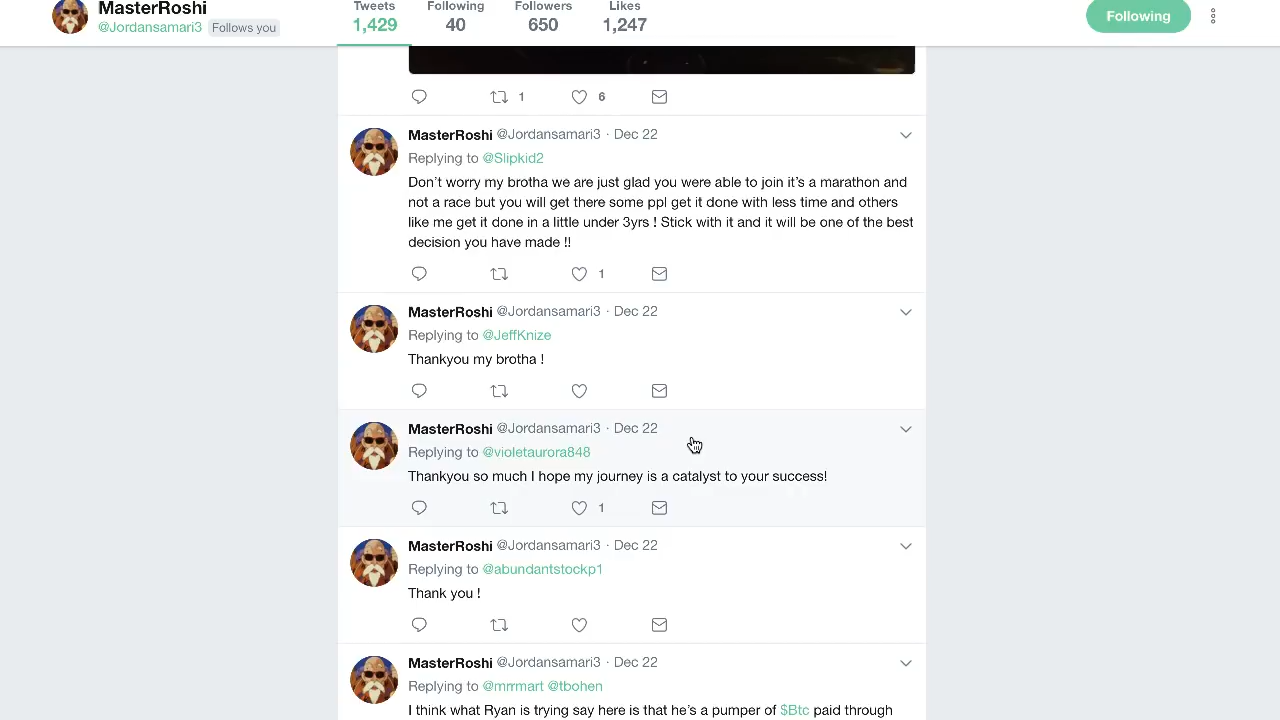 MasterRoshi
@Jordansamari3 Follows you
Tweets
1,429
Following
40
Followers
650
Likes
1,247
Following
1 6
MasterRoshi @Jordansamari3 · Dec 22
Replying to @Slipkid2
Don’t worry my brotha we are just glad you were able to join it’s a marathon and
not a race but you will get there some ppl get it done with less time and others
like me get it done in a little under 3yrs ! Stick with it and it will be one of the best
decision you have made !!
1
MasterRoshi @Jordansamari3 · Dec 22
Replying to @JeffKnize
Thankyou my brotha !
MasterRoshi @Jordansamari3 · Dec 22
Replying to @violetaurora848
Thankyou so much I hope my journey is a catalyst to your success!
1
MasterRoshi @Jordansamari3 · Dec 22
Replying to @abundantstockp1
Thank you !
MasterRoshi @Jordansamari3 · Dec 22
Replying to @mrrmart @tbohen
I think what Ryan is trying say here is that he’s a pumper of $Btc paid through